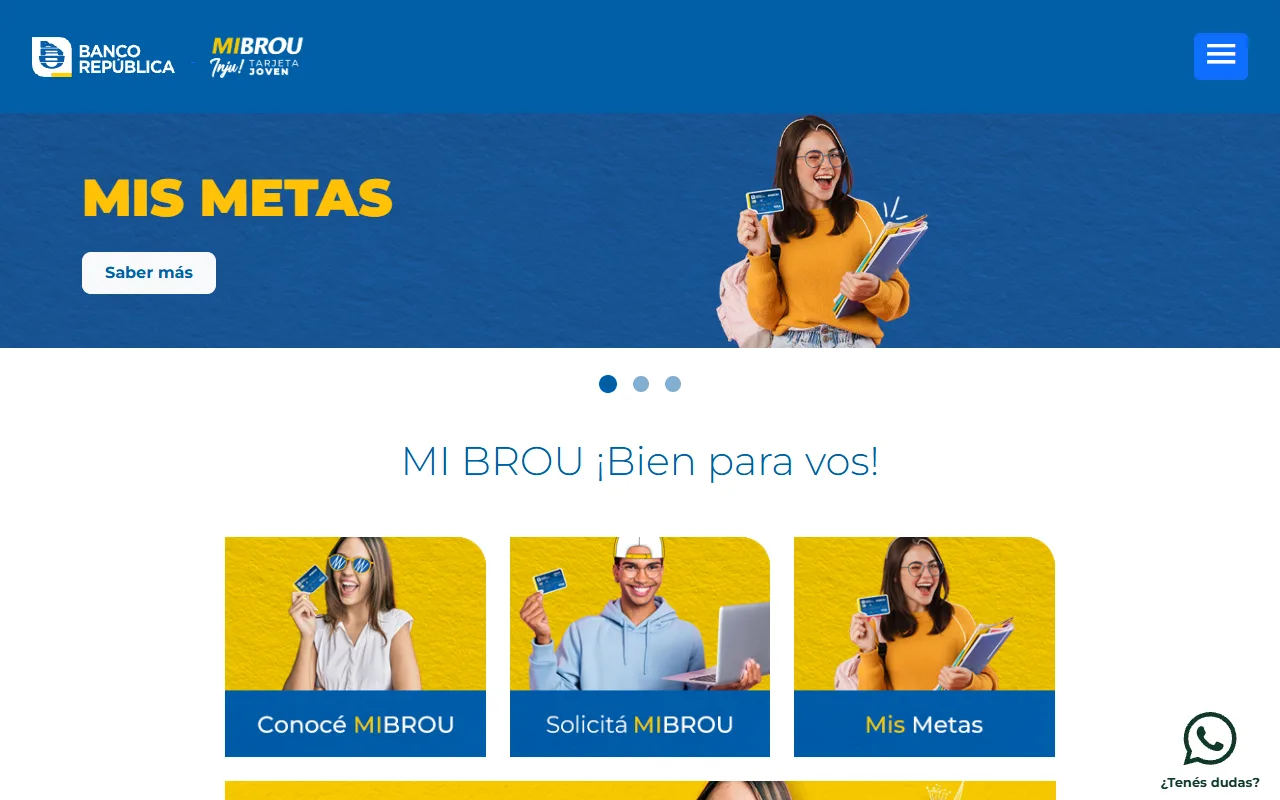 BANCO
REPÚBLICA
MIBROU
Inju! TARJETA
JOVEN
MIS METAS
Saber más
MI BROU ¡Bien para vos!
Conocé MIBROU
Solicitá MIBROU
Mis Metas
¿Tenés dudas?